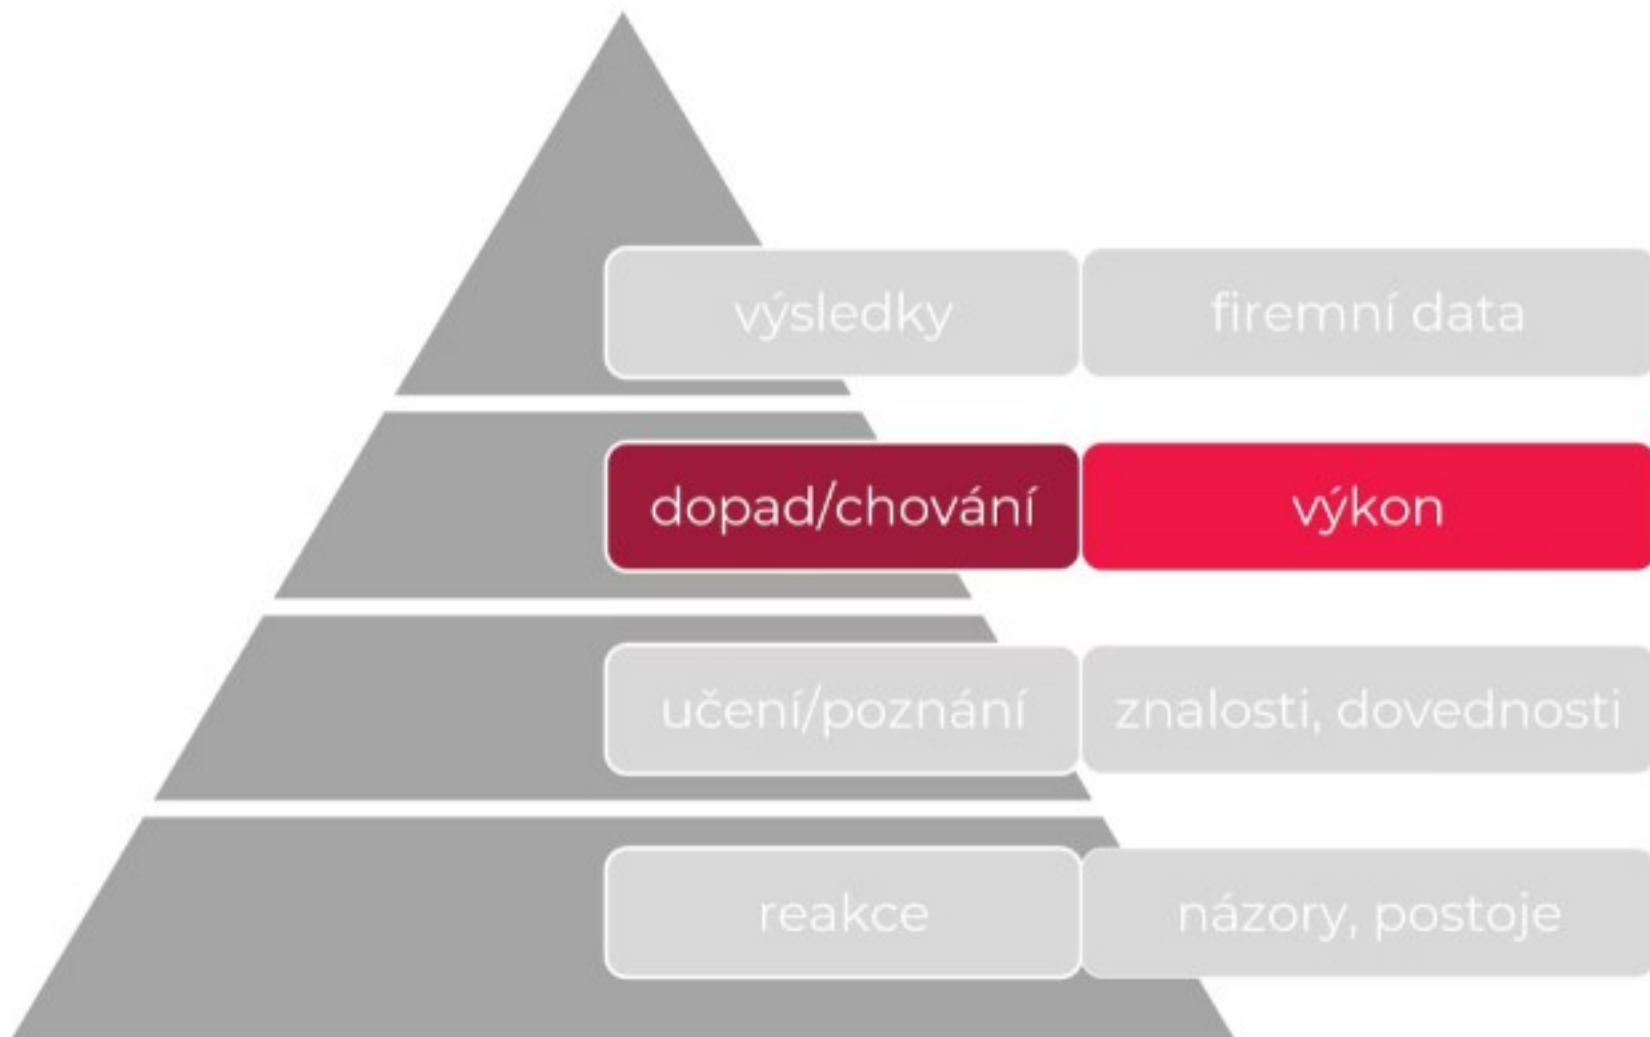 výsledky
firemní data
dopad/chování
výkon
učení/poznání
znalosti, dovednosti
reakce
názory, postoje